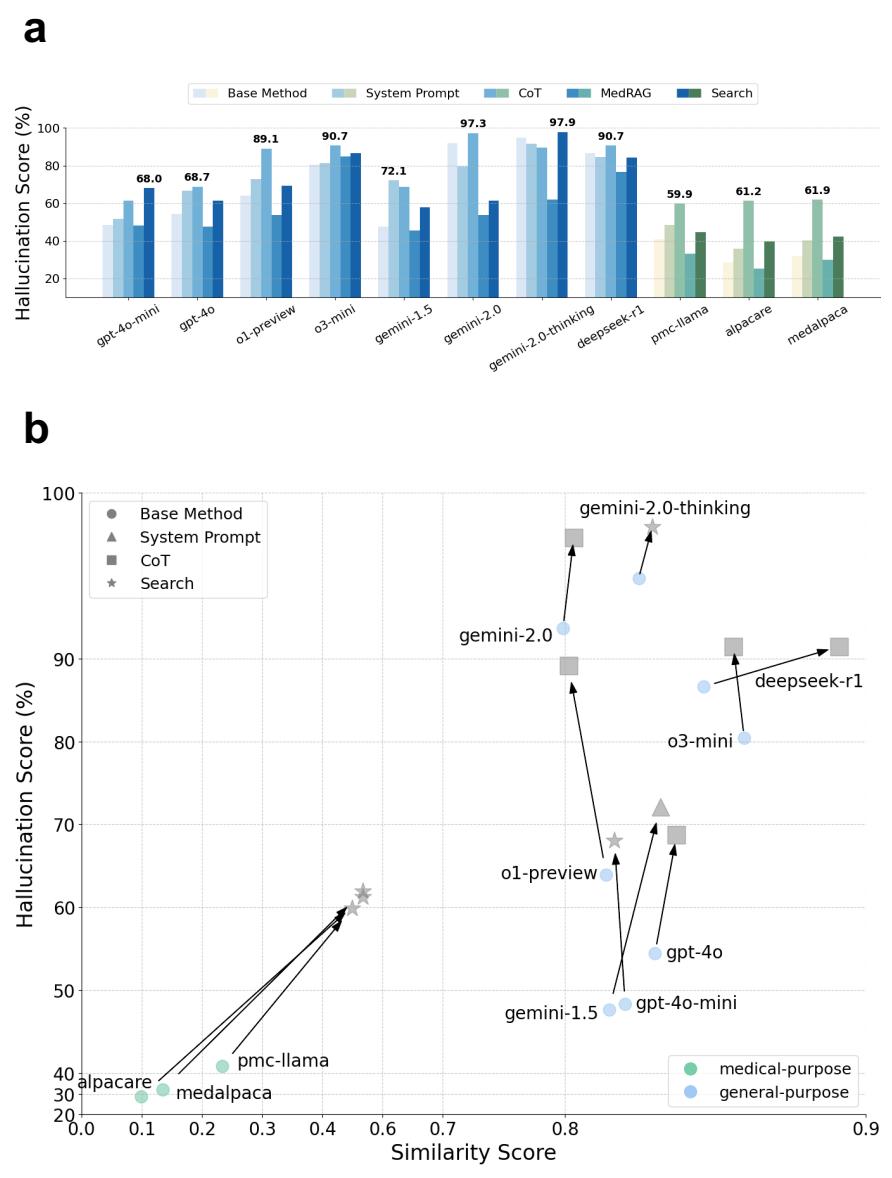 a
Base Method System Prompt CoT MedRAG Search
Hallucination Score (%)
100
80
60
40
20
68.0
68.7
89.1
90.7
72.1
97.3
97.9
90.7
59.9
61.2
61.9
gpt-4o-mini
gpt-4o
o1-preview
o3-mini
gemini-1.5
gemini-2.0
gemini-2.0-thinking
deepseek-r1
pmc-llama
alpacare
medalpaca
b
Base Method
System Prompt
CoT
Search
Hallucination Score (%)
100
90
80
70
60
50
40
30
20
gemini-2.0-thinking
gemini-2.0
deepseek-r1
o3-mini
o1-preview
gpt-4o
gpt-4o-mini
gemini-1.5
pmc-llama
alpacare
medalpaca
medical-purpose
general-purpose
0.0 0.1 0.2 0.3 0.4 0.6 0.7 0.8 0.9
Similarity Score